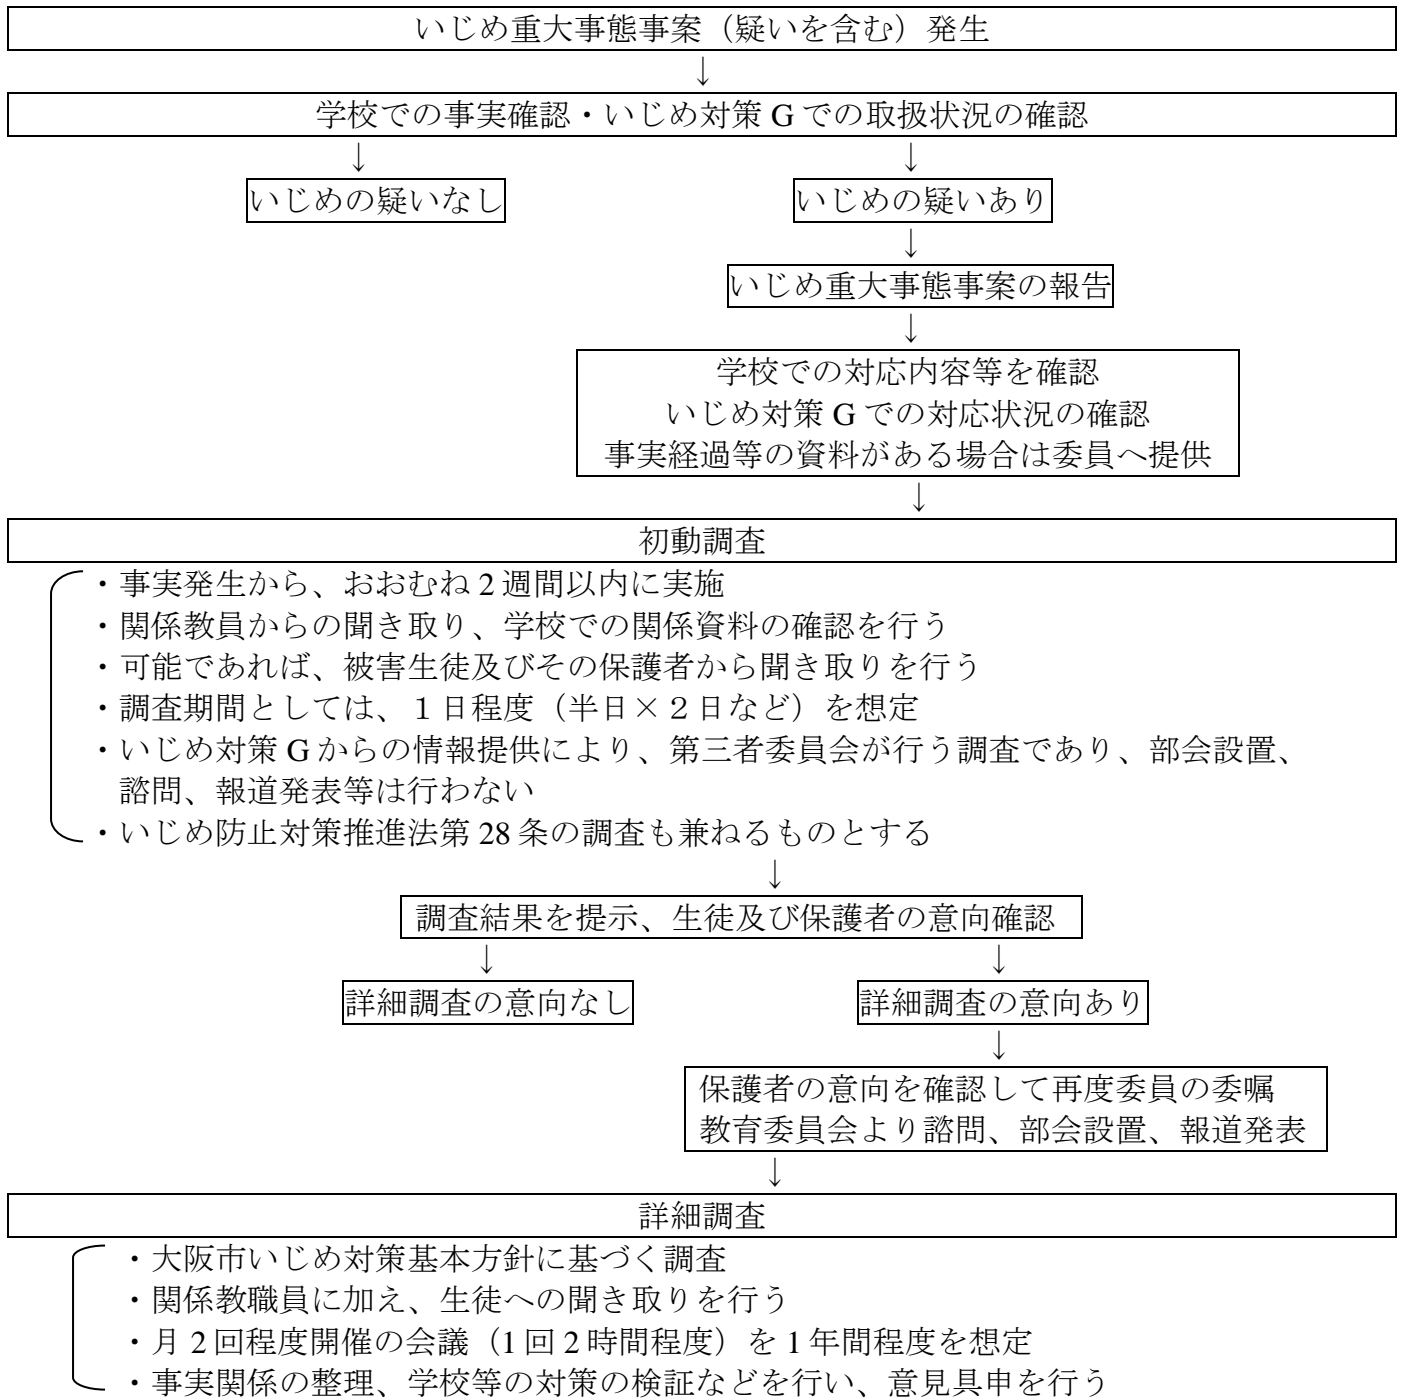 いじめ重大事態事案（疑いを含む）発生
↓
学校での事実確認・いじめ対策 G での取扱状況の確認
↓ ↓
いじめの疑いなし いじめの疑いあり
↓
いじめ重大事態事案の報告
↓
学校での対応内容等を確認
いじめ対策 G での対応状況の確認
事実経過等の資料がある場合は委員へ提供
↓
初動調査
・事実発生から、おおむね 2 週間以内に実施
・関係教員からの聞き取り、学校での関係資料の確認を行う
・可能であれば、被害生徒及びその保護者から聞き取りを行う
・調査期間としては、１日程度（半日×２日など）を想定
・いじめ対策 G からの情報提供により、第三者委員会が行う調査であり、部会設置、
諮問、報道発表等は行わない
・いじめ防止対策推進法第 28 条の調査も兼ねるものとする
↓
調査結果を提示、生徒及び保護者の意向確認
↓ ↓
詳細調査の意向なし 詳細調査の意向あり
↓
保護者の意向を確認して再度委員の委嘱
教育委員会より諮問、部会設置、報道発表
↓
詳細調査
・大阪市いじめ対策基本方針に基づく調査
・関係教職員に加え、生徒への聞き取りを行う
・月 2 回程度開催の会議（1 回 2 時間程度）を 1 年間程度を想定
・事実関係の整理、学校等の対策の検証などを行い、意見具申を行う